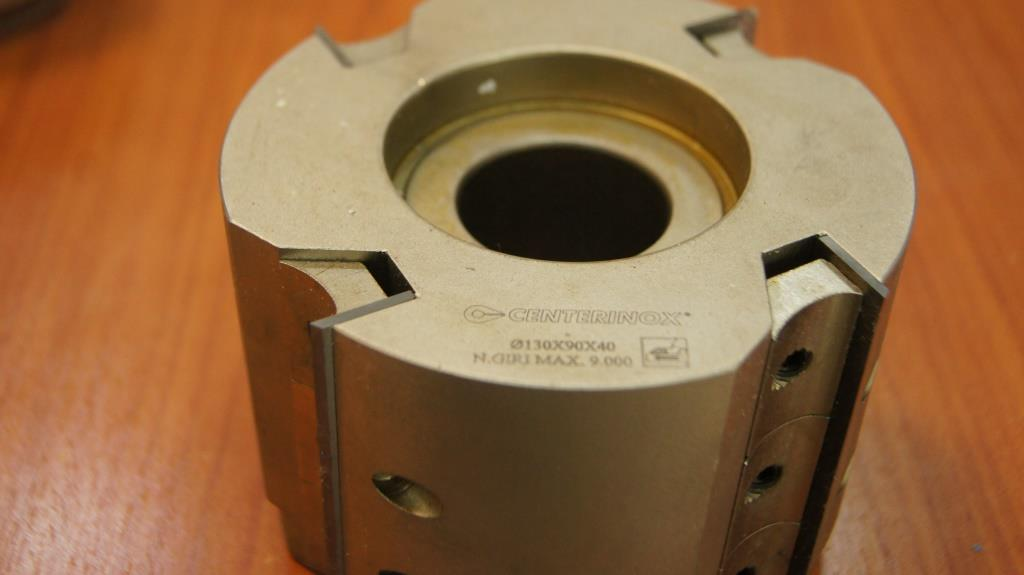 CENTERINOX®
Ø130X90X40
N.GIRI MAX. 9.000